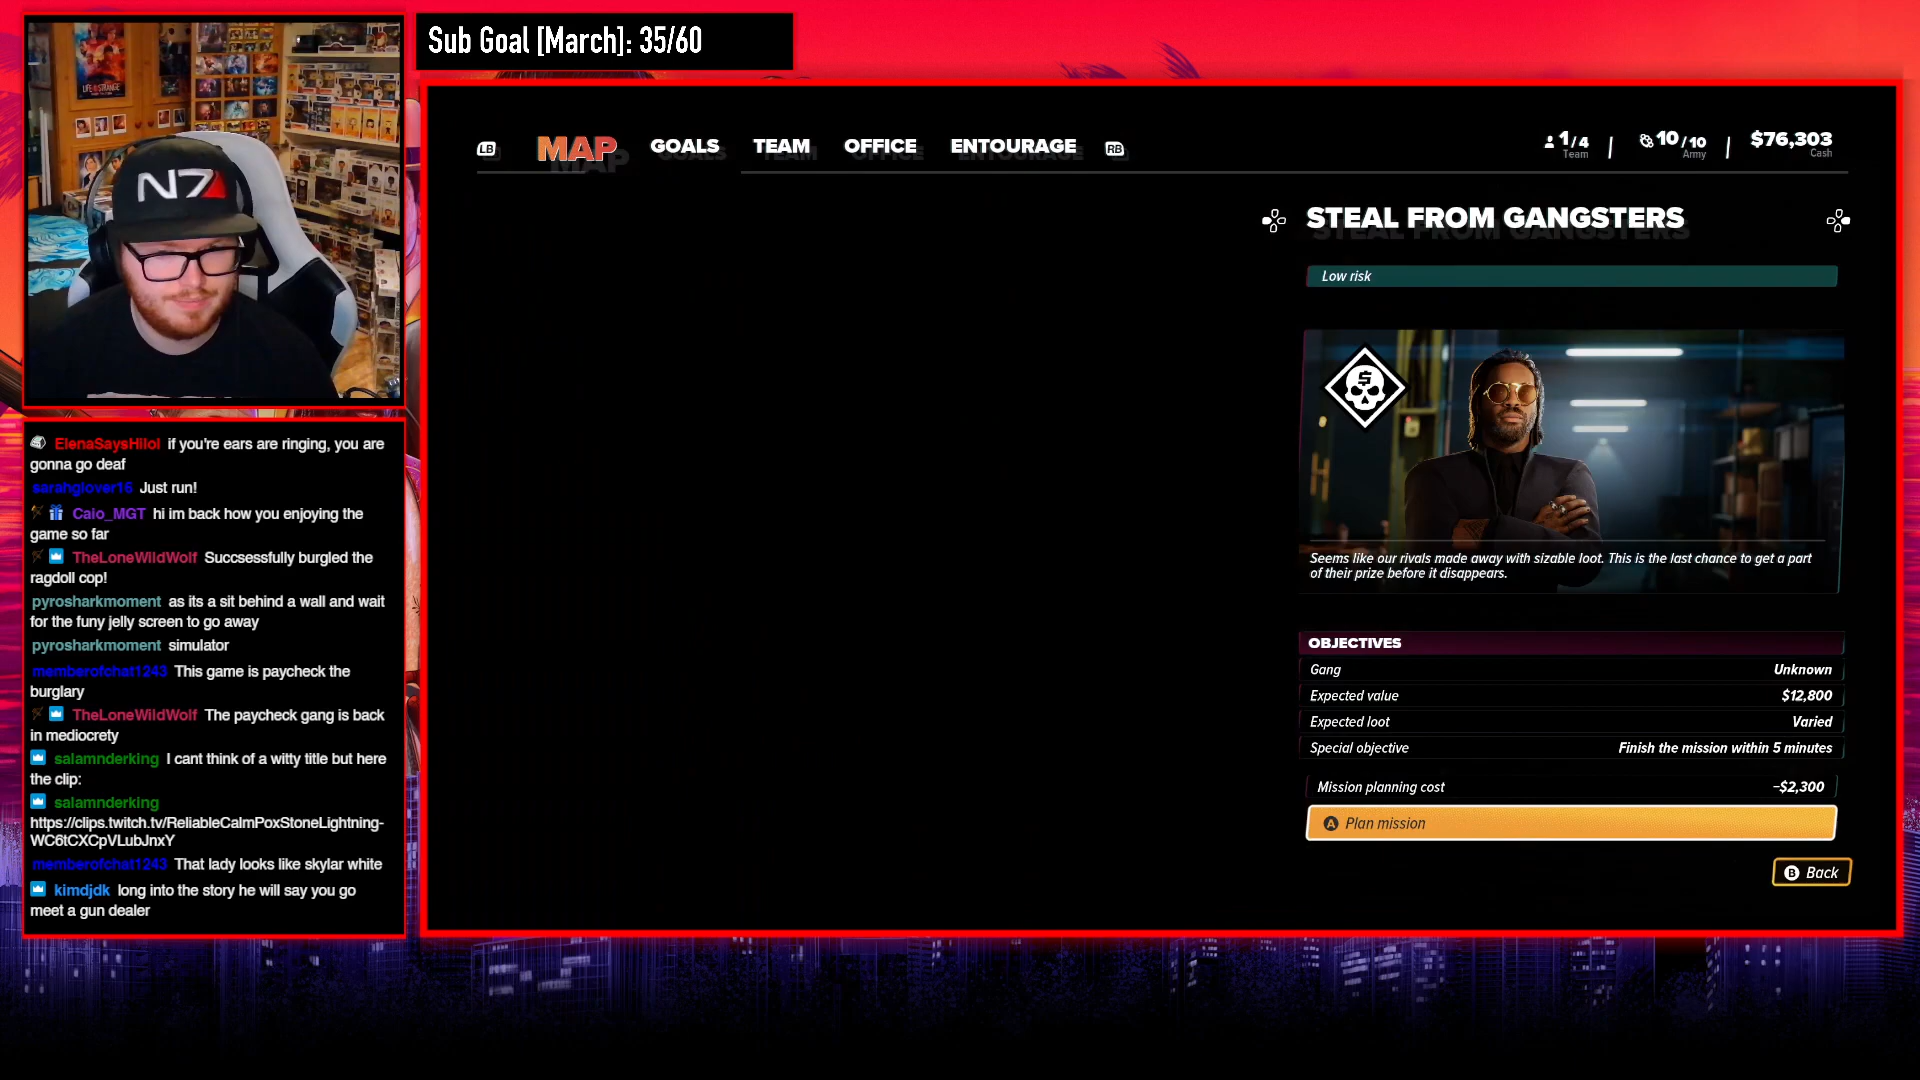 Sub Goal [March]: 35/60
LIFE STRANGE
N7
ElenaSaysHilol if you're ears are ringing, you are
gonna go deaf
sarahglover16 Just run!
Caio_MGT hi im back how you enjoying the
game so far
TheLoneWildWolf Succsessfully burgled the
ragdoll cop!
pyrosharkmoment as its a sit behind a wall and wait
for the funy jelly screen to go away
pyrosharkmoment simulator
memberofchat1243 This game is paycheck the
burglary
TheLoneWildWolf The paycheck gang is back
in mediocrety
salamnderking I cant think of a witty title but here
the clip:
salamnderking
https://clips.twitch.tv/ReliableCalmPoxStoneLightning-
WC6tCXCpVLubJnxY
memberofchat1243 That lady looks like skylar white
kimdjdk long into the story he will say you go
meet a gun dealer
LB MAP GOALS TEAM OFFICE ENTOURAGE RB
1/4 Team | 10/10 Army | $76,303 Cash
STEAL FROM GANGSTERS
Low risk
Seems like our rivals made away with sizable loot. This is the last chance to get a part
of their prize before it disappears.
OBJECTIVES
Gang Unknown
Expected value $12,800
Expected loot Varied
Special objective Finish the mission within 5 minutes
Mission planning cost -$2,300
A Plan mission
B Back